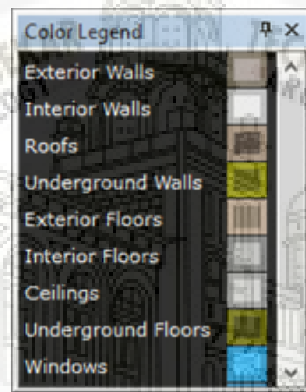 Color Legend
Exterior Walls
Interior Walls
Roofs
Underground Walls
Exterior Floors
Interior Floors
Ceilings
Underground Floors
Windows